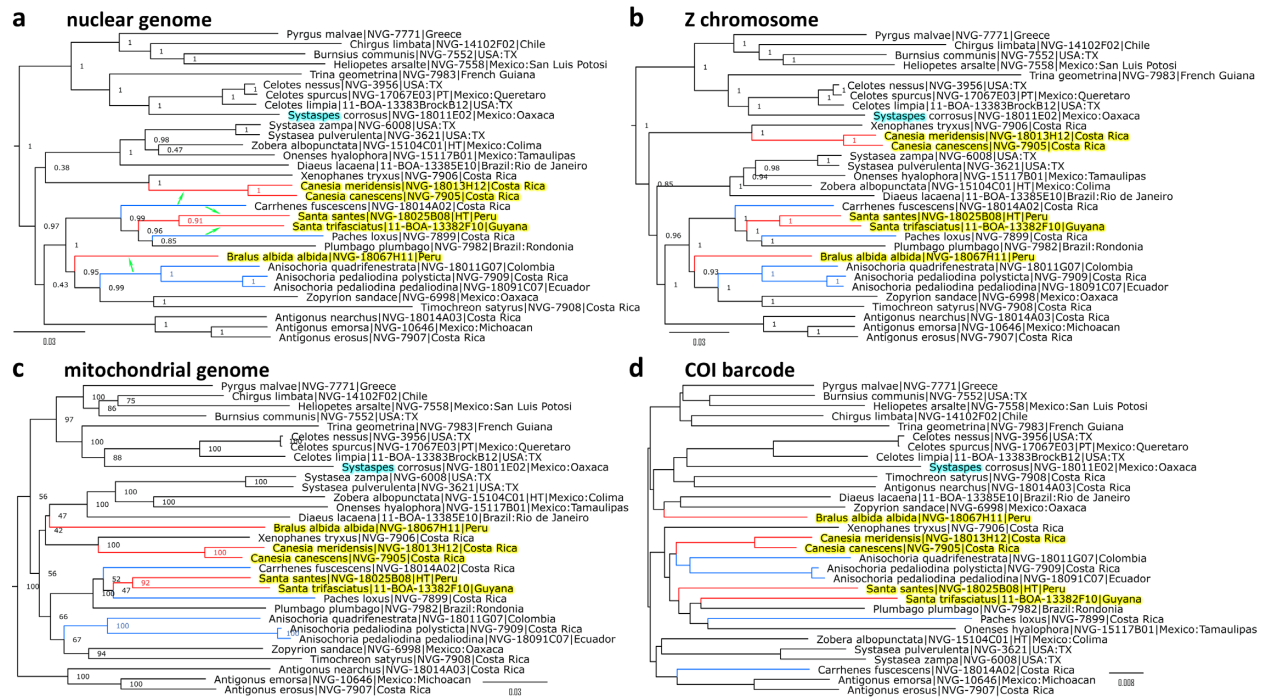 a nuclear genome
Pyrgus malvae|NVG-7771|Greece
Chirgus limbata|NVG-14102F02|Chile
Burnsius communis|NVG-7552|USA:TX
Heliopetes arsalte|NVG-7558|Mexico:San Luis Potosi
Trina geometrina|NVG-7983|French Guiana
Celotes nessus|NVG-3956|USA:TX
Celotes spurcus|NVG-17067E03|PT|Mexico:Queretaro
Celotes limpia|11-BOA-13383BrockB12|USA:TX
Systaspes corrosus|NVG-18011E02|Mexico:Oaxaca
Systasea zampa|NVG-6008|USA:TX
Systasea pulverulenta|NVG-3621|USA:TX
Zobera albopunctata|NVG-15104C01|HT|Mexico:Colima
Onenses hyalophora|NVG-15117B01|Mexico:Tamaulipas
Diaeus lacaena|11-BOA-13385E10|Brazil:Rio de Janeiro
Xenophanes tryxus|NVG-7906|Costa Rica
Canesia meridensis|NVG-18013H12|Costa Rica
Canesia canescens|NVG-7905|Costa Rica
Carrhenes fuscescens|NVG-18014A02|Costa Rica
Santa santes|NVG-18025B08|HT|Peru
Santa trifasciatus|11-BOA-13382F10|Guyana
Paches loxus|NVG-7899|Costa Rica
Plumbago plumbago|NVG-7982|Brazil:Rondonia
Bralus albida albida|NVG-18067H11|Peru
Anisochoria quadrifenestrata|NVG-18011G07|Colombia
Anisochoria pedaliodina polysticta|NVG-7909|Costa Rica
Anisochoria pedaliodina pedaliodina|NVG-18091C07|Ecuador
Zopyrion sandace|NVG-6998|Mexico:Oaxaca
Timochreon satyrus|NVG-7908|Costa Rica
Antigonus nearchus|NVG-18014A03|Costa Rica
Antigonus emorsa|NVG-10646|Mexico:Michoacan
Antigonus erosus|NVG-7907|Costa Rica
1
1
1
1
1
1
1
1
1
0.98
0.47
1
0.38
1
1
0.97
0.99
0.91
0.96
0.85
1
0.95
1
0.99
1
0.43
1
1
1
0.03
b Z chromosome
Pyrgus malvae|NVG-7771|Greece
Chirgus limbata|NVG-14102F02|Chile
Burnsius communis|NVG-7552|USA:TX
Heliopetes arsalte|NVG-7558|Mexico:San Luis Potosi
Trina geometrina|NVG-7983|French Guiana
Celotes nessus|NVG-3956|USA:TX
Celotes spurcus|NVG-17067E03|PT|Mexico:Queretaro
Celotes limpia|11-BOA-13383BrockB12|USA:TX
Systaspes corrosus|NVG-18011E02|Mexico:Oaxaca
Xenophanes tryxus|NVG-7906|Costa Rica
Canesia meridensis|NVG-18013H12|Costa Rica
Canesia canescens|NVG-7905|Costa Rica
Systasea zampa|NVG-6008|USA:TX
Systasea pulverulenta|NVG-3621|USA:TX
Onenses hyalophora|NVG-15117B01|Mexico:Tamaulipas
Zobera albopunctata|NVG-15104C01|HT|Mexico:Colima
Diaeus lacaena|11-BOA-13385E10|Brazil:Rio de Janeiro
Carrhenes fuscescens|NVG-18014A02|Costa Rica
Santa santes|NVG-18025B08|HT|Peru
Santa trifasciatus|11-BOA-13382F10|Guyana
Paches loxus|NVG-7899|Costa Rica
Plumbago plumbago|NVG-7982|Brazil:Rondonia
Bralus albida albida|NVG-18067H11|Peru
Anisochoria quadrifenestrata|NVG-18011G07|Colombia
Anisochoria pedaliodina polysticta|NVG-7909|Costa Rica
Anisochoria pedaliodina pedaliodina|NVG-18091C07|Ecuador
Zopyrion sandace|NVG-6998|Mexico:Oaxaca
Timochreon satyrus|NVG-7908|Costa Rica
Antigonus nearchus|NVG-18014A03|Costa Rica
Antigonus emorsa|NVG-10646|Mexico:Michoacan
Antigonus erosus|NVG-7907|Costa Rica
1
1
1
1
1
1
1
1
1
1
1
0.98
0.94
1
0.85
1
1
1
1
0.96
1
0.93
1
1
1
1
1
1
0.03
c mitochondrial genome
Pyrgus malvae|NVG-7771|Greece
Chirgus limbata|NVG-14102F02|Chile
Heliopetes arsalte|NVG-7558|Mexico:San Luis Potosi
Burnsius communis|NVG-7552|USA:TX
Trina geometrina|NVG-7983|French Guiana
Celotes nessus|NVG-3956|USA:TX
Celotes spurcus|NVG-17067E03|PT|Mexico:Queretaro
Celotes limpia|11-BOA-13383BrockB12|USA:TX
Systaspes corrosus|NVG-18011E02|Mexico:Oaxaca
Systasea zampa|NVG-6008|USA:TX
Systasea pulverulenta|NVG-3621|USA:TX
Zobera albopunctata|NVG-15104C01|HT|Mexico:Colima
Onenses hyalophora|NVG-15117B01|Mexico:Tamaulipas
Diaeus lacaena|11-BOA-13385E10|Brazil:Rio de Janeiro
Bralus albida albida|NVG-18067H11|Peru
Xenophanes tryxus|NVG-7906|Costa Rica
Canesia meridensis|NVG-18013H12|Costa Rica
Canesia canescens|NVG-7905|Costa Rica
Carrhenes fuscescens|NVG-18014A02|Costa Rica
Santa santes|NVG-18025B08|HT|Peru
Santa trifasciatus|11-BOA-13382F10|Guyana
Paches loxus|NVG-7899|Costa Rica
Plumbago plumbago|NVG-7982|Brazil:Rondonia
Anisochoria quadrifenestrata|NVG-18011G07|Colombia
Anisochoria pedaliodina polysticta|NVG-7909|Costa Rica
Anisochoria pedaliodina pedaliodina|NVG-18091C07|Ecuador
Zopyrion sandace|NVG-6998|Mexico:Oaxaca
Timochreon satyrus|NVG-7908|Costa Rica
Antigonus nearchus|NVG-18014A03|Costa Rica
Antigonus emorsa|NVG-10646|Mexico:Michoacan
Antigonus erosus|NVG-7907|Costa Rica
75
100
86
97
100
100
100
88
100
56
100
100
47
42
100
100
56
52
92
100
47
66
100
100
67
94
100
100
100
0.03
d COI barcode
Pyrgus malvae|NVG-7771|Greece
Burnsius communis|NVG-7552|USA:TX
Heliopetes arsalte|NVG-7558|Mexico:San Luis Potosi
Chirgus limbata|NVG-14102F02|Chile
Trina geometrina|NVG-7983|French Guiana
Celotes nessus|NVG-3956|USA:TX
Celotes spurcus|NVG-17067E03|PT|Mexico:Queretaro
Celotes limpia|11-BOA-13383BrockB12|USA:TX
Systaspes corrosus|NVG-18011E02|Mexico:Oaxaca
Timochreon satyrus|NVG-7908|Costa Rica
Antigonus nearchus|NVG-18014A03|Costa Rica
Diaeus lacaena|11-BOA-13385E10|Brazil:Rio de Janeiro
Zopyrion sandace|NVG-6998|Mexico:Oaxaca
Bralus albida albida|NVG-18067H11|Peru
Xenophanes tryxus|NVG-7906|Costa Rica
Canesia meridensis|NVG-18013H12|Costa Rica
Canesia canescens|NVG-7905|Costa Rica
Anisochoria quadrifenestrata|NVG-18011G07|Colombia
Anisochoria pedaliodina polysticta|NVG-7909|Costa Rica
Anisochoria pedaliodina pedaliodina|NVG-18091C07|Ecuador
Santa santes|NVG-18025B08|HT|Peru
Santa trifasciatus|11-BOA-13382F10|Guyana
Plumbago plumbago|NVG-7982|Brazil:Rondonia
Paches loxus|NVG-7899|Costa Rica
Onenses hyalophora|NVG-15117B01|Mexico:Tamaulipas
Zobera albopunctata|NVG-15104C01|HT|Mexico:Colima
Systasea pulverulenta|NVG-3621|USA:TX
Systasea zampa|NVG-6008|USA:TX
Carrhenes fuscescens|NVG-18014A02|Costa Rica
Antigonus emorsa|NVG-10646|Mexico:Michoacan
Antigonus erosus|NVG-7907|Costa Rica
0.008